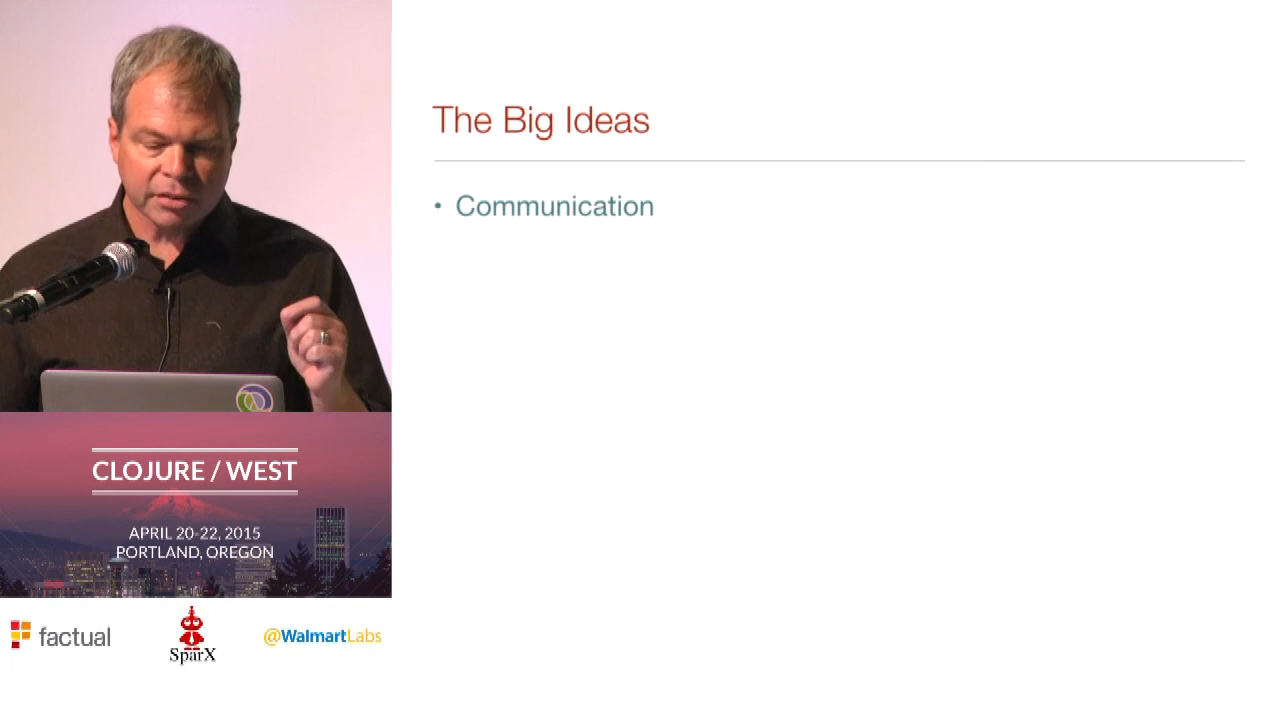 The Big Ideas
• Communication
CLOJURE / WEST
APRIL 20-22, 2015
PORTLAND, OREGON
factual
SparX
@WalmartLabs